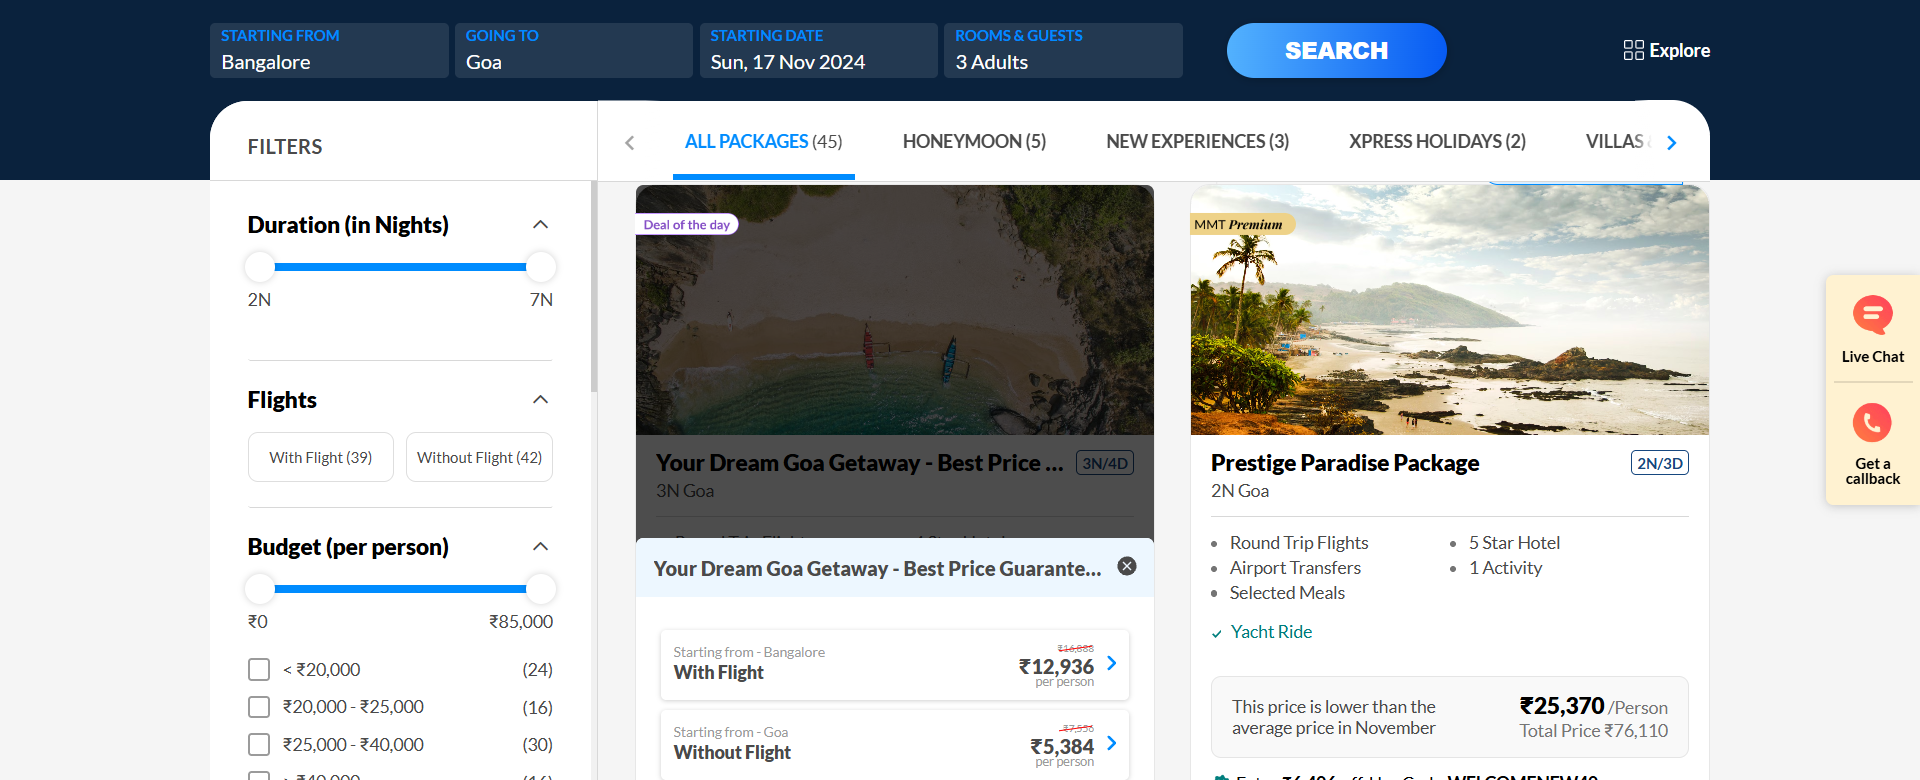 STARTING FROM
Bangalore
GOING TO
Goa
STARTING DATE
Sun, 17 Nov 2024
ROOMS & GUESTS
3 Adults
SEARCH
Explore
FILTERS
ALL PACKAGES (45)
HONEYMOON (5)
NEW EXPERIENCES (3)
XPRESS HOLIDAYS (2)
VILLAS
Duration (in Nights)
2N
7N
Flights
With Flight (39)
Without Flight (42)
Budget (per person)
₹0
₹85,000
< ₹20,000
(24)
₹20,000 - ₹25,000
(16)
₹25,000 - ₹40,000
(30)
Deal of the day
Your Dream Goa Getaway - Best Price ...
3N/4D
3N Goa
Your Dream Goa Getaway - Best Price Guarante...
Starting from - Bangalore
With Flight
₹16,888
₹12,936
per person
Starting from - Goa
Without Flight
₹7,556
₹5,384
per person
MMT Premium
Prestige Paradise Package
2N/3D
2N Goa
Round Trip Flights
5 Star Hotel
Airport Transfers
1 Activity
Selected Meals
Yacht Ride
This price is lower than the
average price in November
₹25,370 /Person
Total Price ₹76,110
Live Chat
Get a
callback